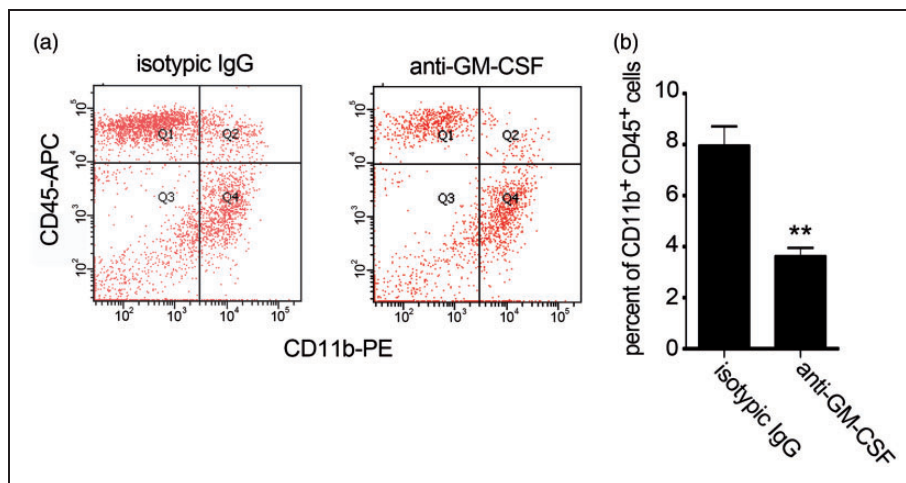 (a)
isotypic IgG
anti-GM-CSF
CD45-APC
10⁵
10⁴
10³
10²
Q1
Q2
Q3
Q4
10² 10³ 10⁴ 10⁵
10⁵
10⁴
10³
10²
Q1
Q2
Q3
Q4
10² 10³ 10⁴ 10⁵
CD11b-PE
(b)
percent of CD11b⁺ CD45⁺ cells
10
8
6
4
2
0
**
isotypic IgG
anti-GM-CSF